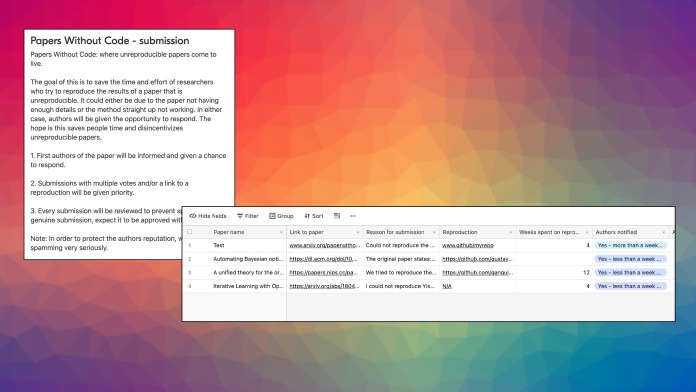 Papers Without Code - submission
Papers Without Code: where unreproducible papers come to
live.
The goal of this is to save the time and effort of researchers
who try to reproduce the results of a paper that is
unreproducible. It could either be due to the paper not having
enough details or the method straight up not working. In either
case, authors will be given the opportunity to respond. The
hope is this saves people time and disincentivizes
unreproducible papers.
1. First authors of the paper will be informed and given a chance
to respond.
2. Submissions with multiple votes and/or a link to a
reproduction will be given priority.
3. Every submission will be reviewed to prevent
genuine submission, expect it to be approved
Note: In order to protect the authors reputation,
spamming very seriously.
Hide fields Filter Group Sort ...
Paper name Link to paper Reason for submission Reproduction Weeks spent on repro... Authors notified A
1 Test www.arxiv.org/paperwitho... Could not reproduce the ... www.githubmyrepo 4 Yes - more than a week...
2 Automating Bayesian opti... https://dl.acm.org/doi/10,... The original paper states: ... https://github.com/gustav... Yes - less than a week ...
3 A unified theory for the or... https://papers.nips.cc/pa... We tried to reproduce the... 12 Yes - less than a week ...
4 Iterative Learning with Op... https://arxiv.org/abs/1804... I could not reproduce Yis... N/A 4 Yes - less than a week ...